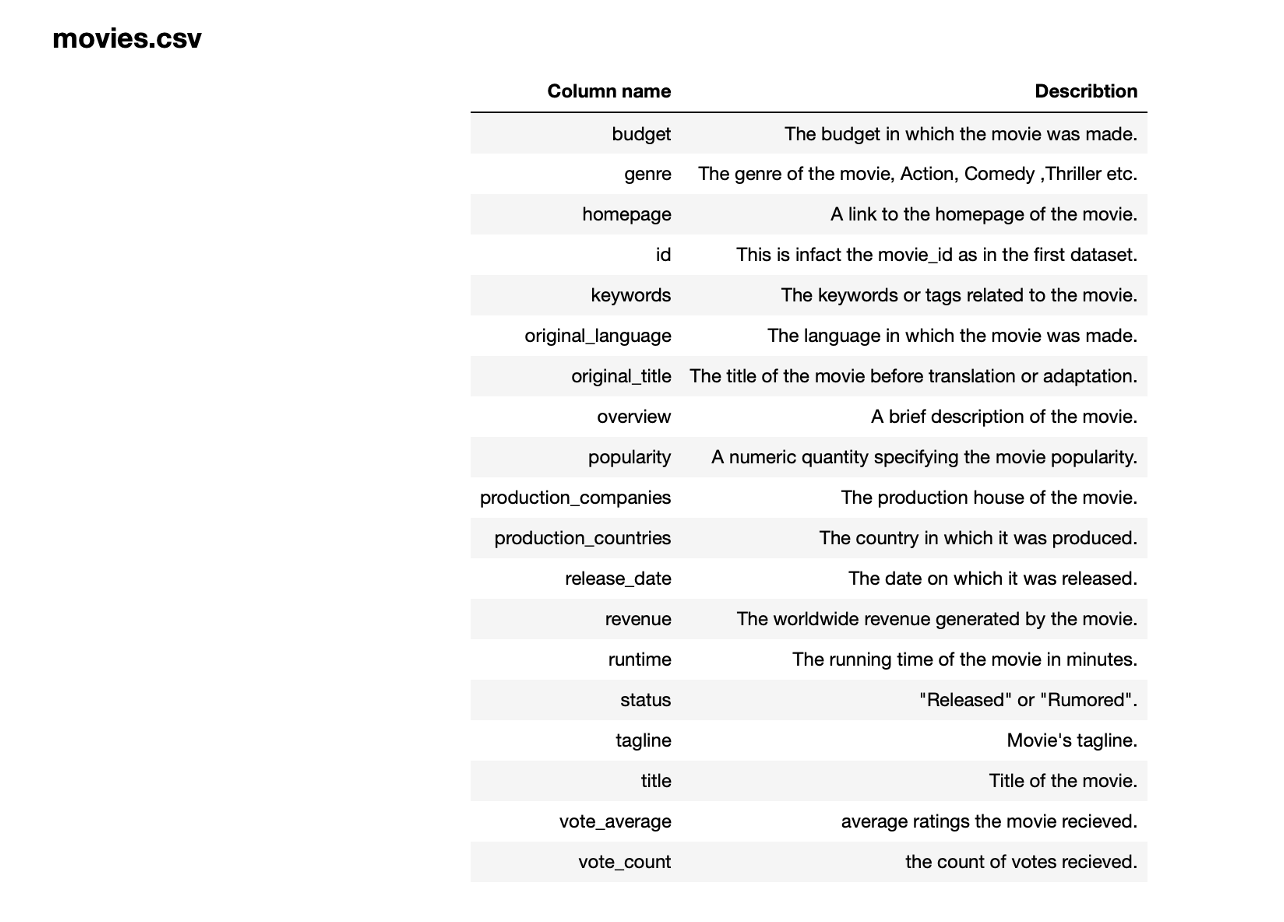 movies.csv
Column name Describtion
budget The budget in which the movie was made.
genre The genre of the movie, Action, Comedy ,Thriller etc.
homepage A link to the homepage of the movie.
id This is infact the movie_id as in the first dataset.
keywords The keywords or tags related to the movie.
original_language The language in which the movie was made.
original_title The title of the movie before translation or adaptation.
overview A brief description of the movie.
popularity A numeric quantity specifying the movie popularity.
production_companies The production house of the movie.
production_countries The country in which it was produced.
release_date The date on which it was released.
revenue The worldwide revenue generated by the movie.
runtime The running time of the movie in minutes.
status "Released" or "Rumored".
tagline Movie's tagline.
title Title of the movie.
vote_average average ratings the movie recieved.
vote_count the count of votes recieved.